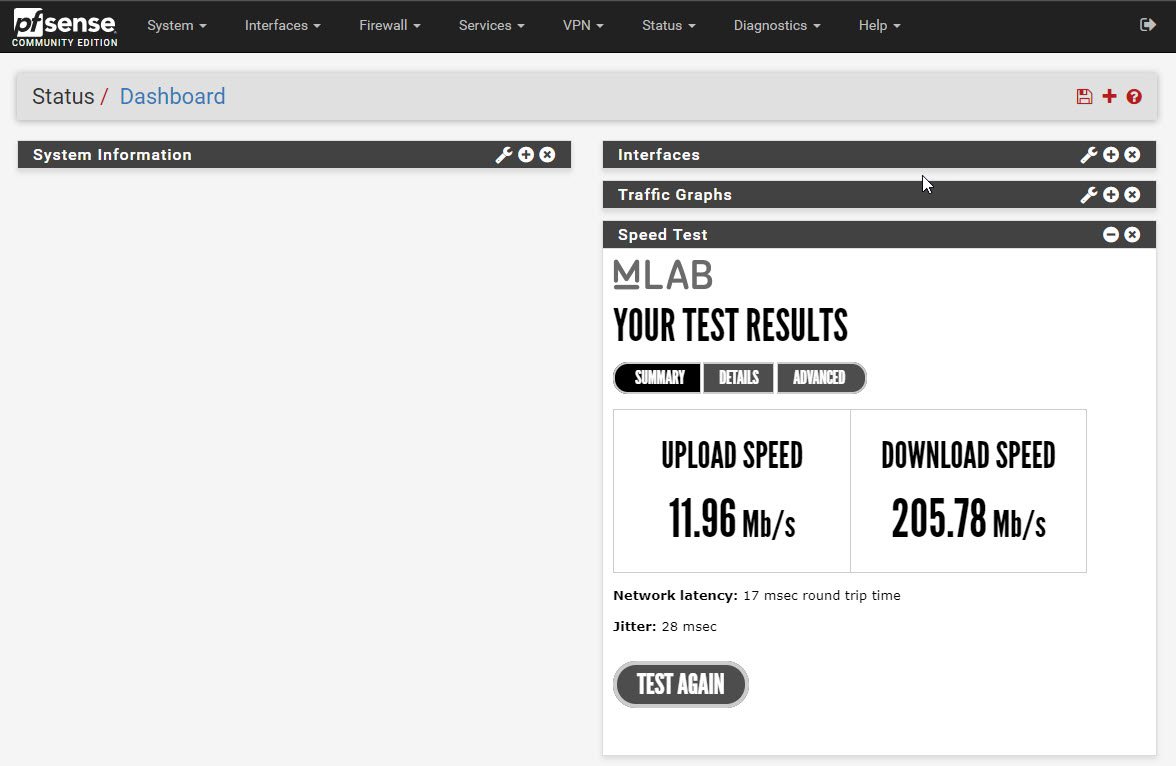 pfsense
COMMUNITY EDITION
System Interfaces Firewall Services VPN Status Diagnostics Help
Status / Dashboard
System Information
Interfaces
Traffic Graphs
Speed Test
MLAB
YOUR TEST RESULTS
SUMMARY DETAILS ADVANCED
UPLOAD SPEED
11.96 Mb/s
DOWNLOAD SPEED
205.78 Mb/s
Network latency: 17 msec round trip time
Jitter: 28 msec
TEST AGAIN